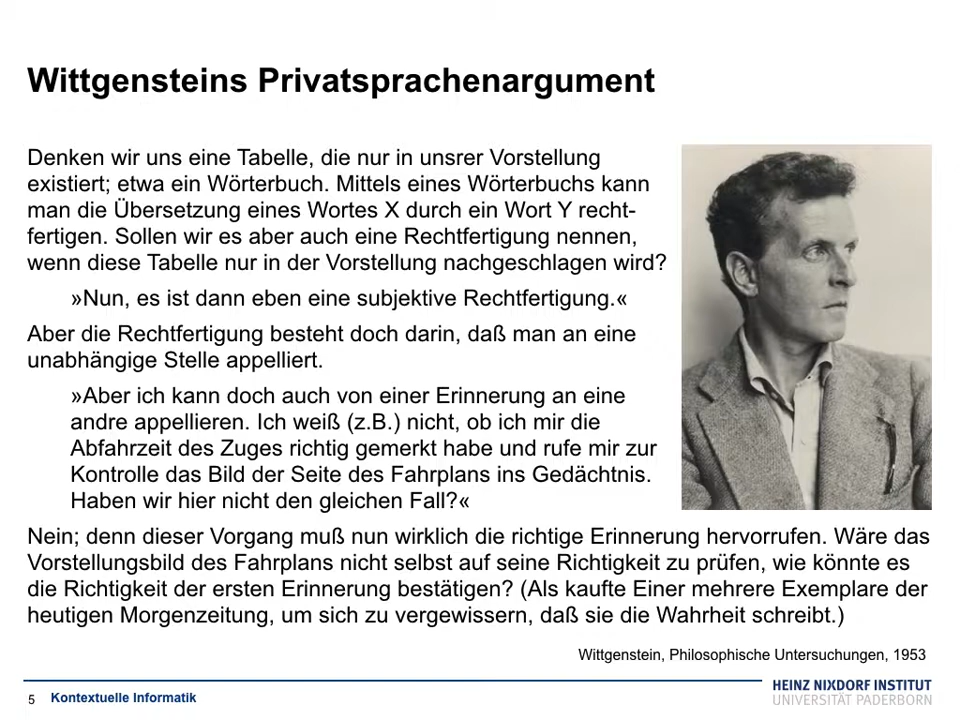 Wittgensteins Privatsprachenargument
Denken wir uns eine Tabelle, die nur in unsrer Vorstellung
existiert; etwa ein Wörterbuch. Mittels eines Wörterbuchs kann
man die Übersetzung eines Wortes X durch ein Wort Y recht-
fertigen. Sollen wir es aber auch eine Rechtfertigung nennen,
wenn diese Tabelle nur in der Vorstellung nachgeschlagen wird?
»Nun, es ist dann eben eine subjektive Rechtfertigung.«
Aber die Rechtfertigung besteht doch darin, daß man an eine
unabhängige Stelle appelliert.
»Aber ich kann doch auch von einer Erinnerung an eine
andre appellieren. Ich weiß (z.B.) nicht, ob ich mir die
Abfahrzeit des Zuges richtig gemerkt habe und rufe mir zur
Kontrolle das Bild der Seite des Fahrplans ins Gedächtnis.
Haben wir hier nicht den gleichen Fall?«
Nein; denn dieser Vorgang muß nun wirklich die richtige Erinnerung hervorrufen. Wäre das
Vorstellungsbild des Fahrplans nicht selbst auf seine Richtigkeit zu prüfen, wie könnte es
die Richtigkeit der ersten Erinnerung bestätigen? (Als kaufte Einer mehrere Exemplare der
heutigen Morgenzeitung, um sich zu vergewissern, daß sie die Wahrheit schreibt.)
Wittgenstein, Philosophische Untersuchungen, 1953
5 Kontextuelle Informatik
HEINZ NIXDORF INSTITUT
UNIVERSITÄT PADERBORN